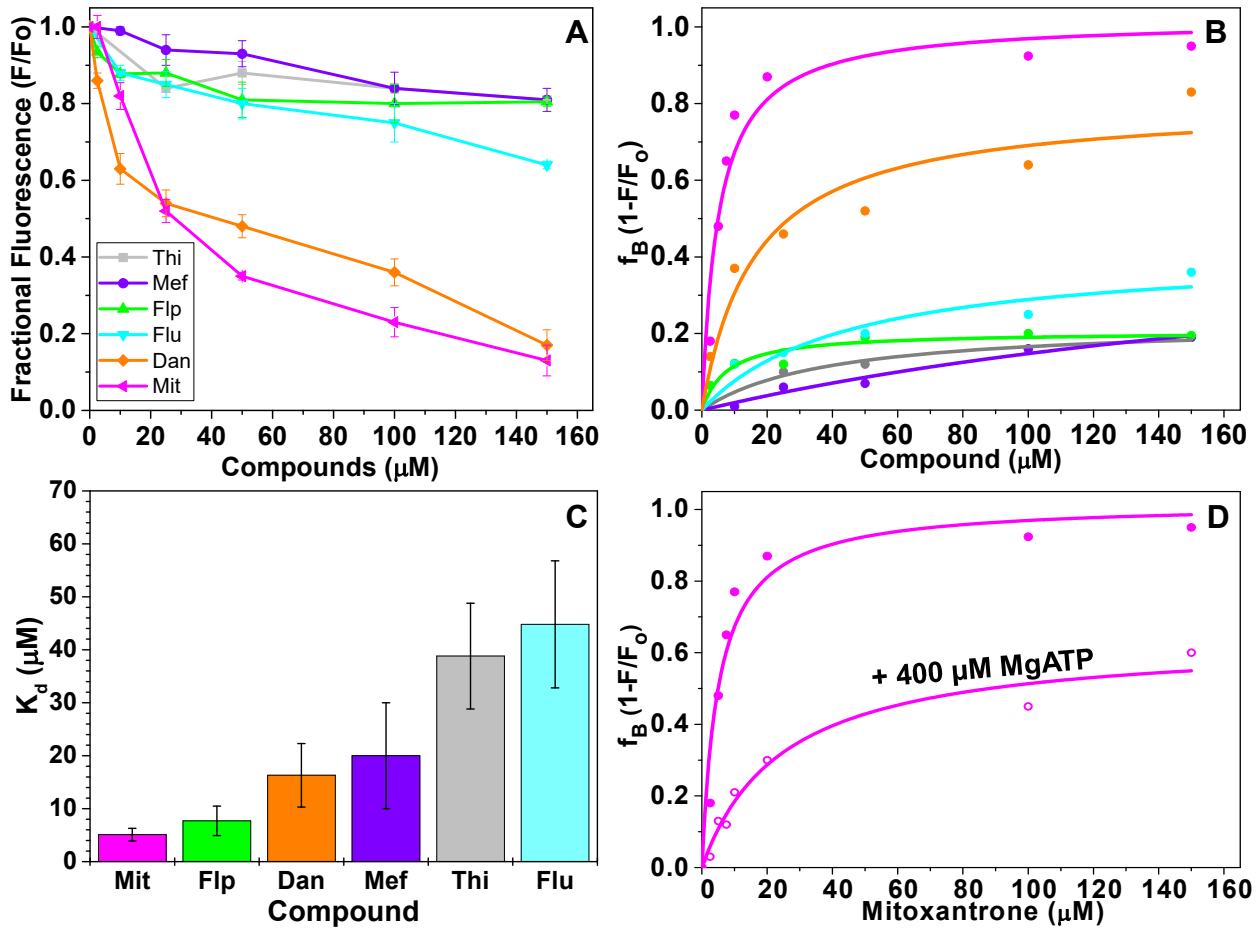 A
Fractional Fluorescence (F/Fo)
1.0
0.8
0.6
0.4
0.2
0.0
Thi
Mef
Flp
Flu
Dan
Mit
0 20 40 60 80 100 120 140 160
Compounds (μM)
B
f_B (1-F/F_o)
1.0
0.8
0.6
0.4
0.2
0.0
0 20 40 60 80 100 120 140 160
Compound (μM)
C
K_d (μM)
70
60
50
40
30
20
10
0
Mit Flp Dan Mef Thi Flu
Compound
D
f_B (1-F/F_o)
1.0
0.8
0.6
0.4
0.2
0.0
+ 400 μM MgATP
0 20 40 60 80 100 120 140 160
Mitoxantrone (μM)